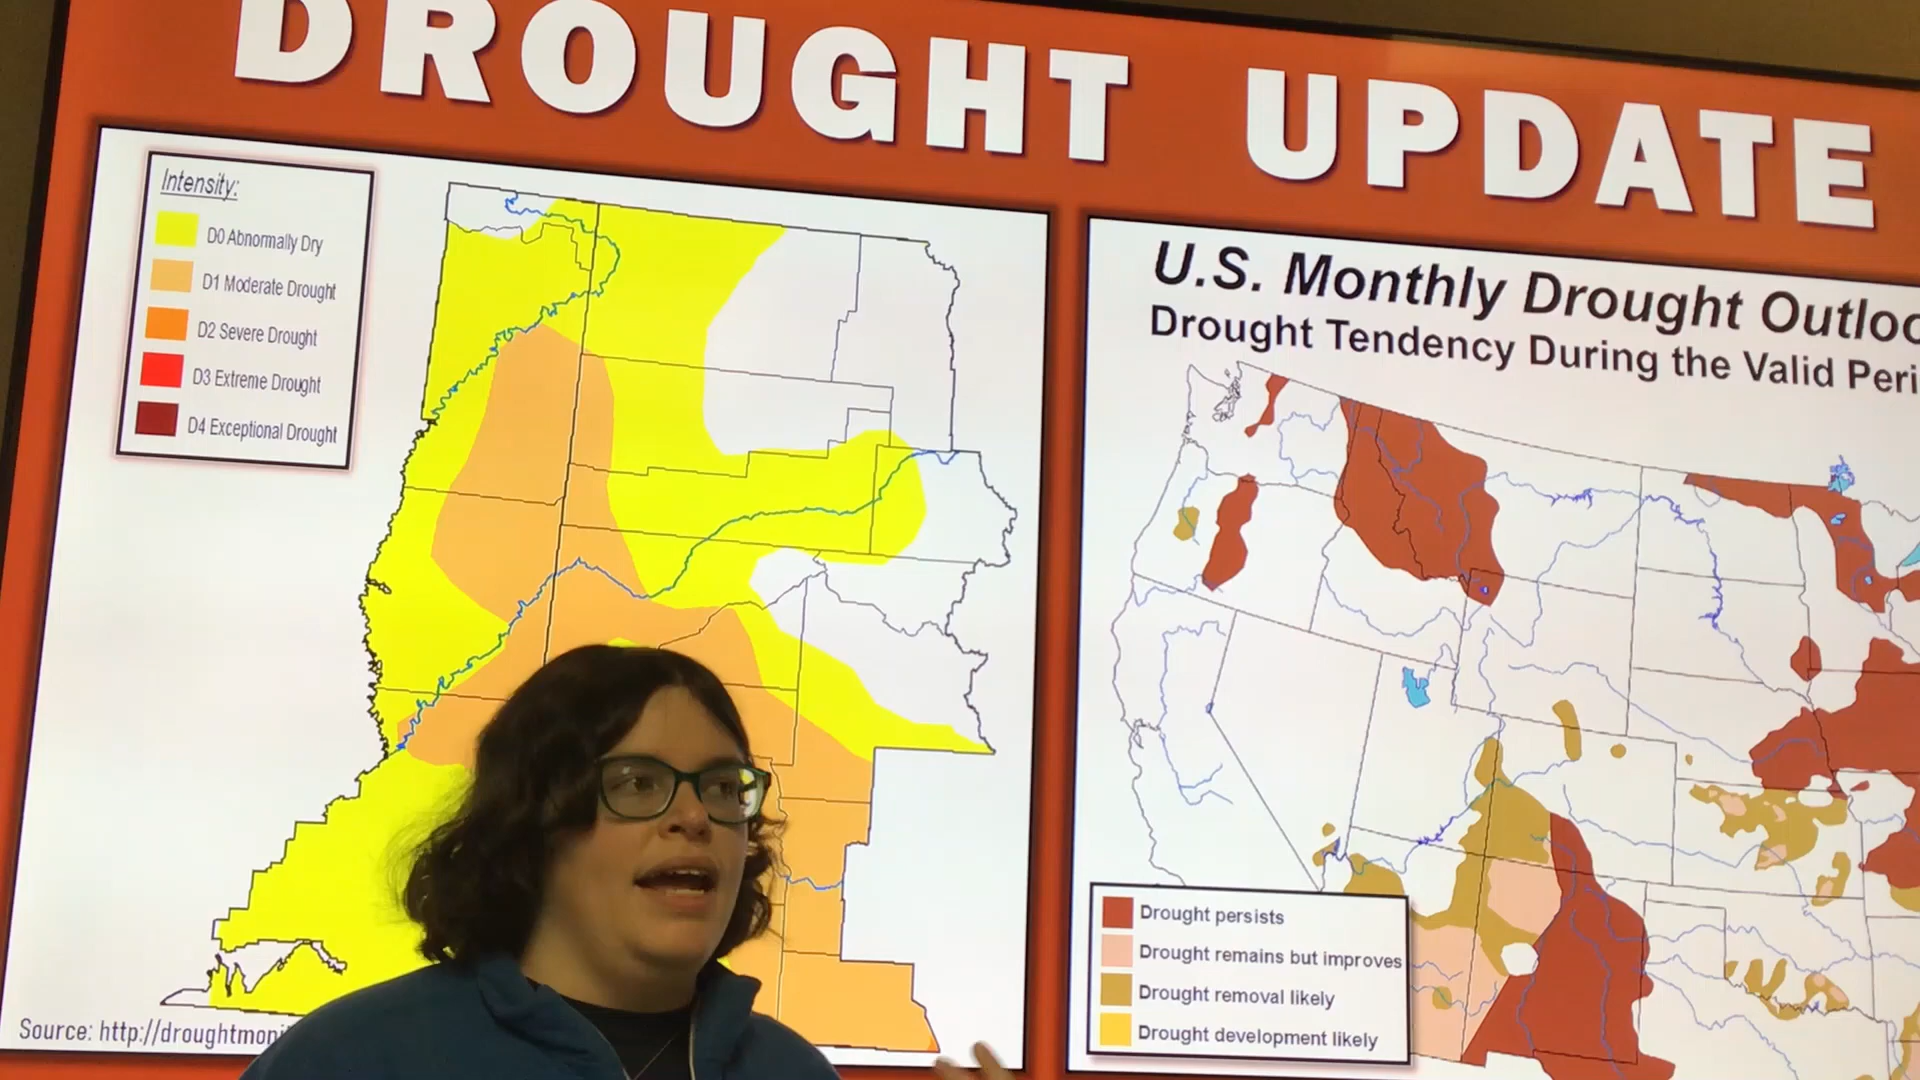 DROUGHT UPDATE
Intensity:
D0 Abnormally Dry
D1 Moderate Drought
D2 Severe Drought
D3 Extreme Drought
D4 Exceptional Drought
Source: http://droughtmoni
U.S. Monthly Drought Outloo
Drought Tendency During the Valid Peri
Drought persists
Drought remains but improves
Drought removal likely
Drought development likely